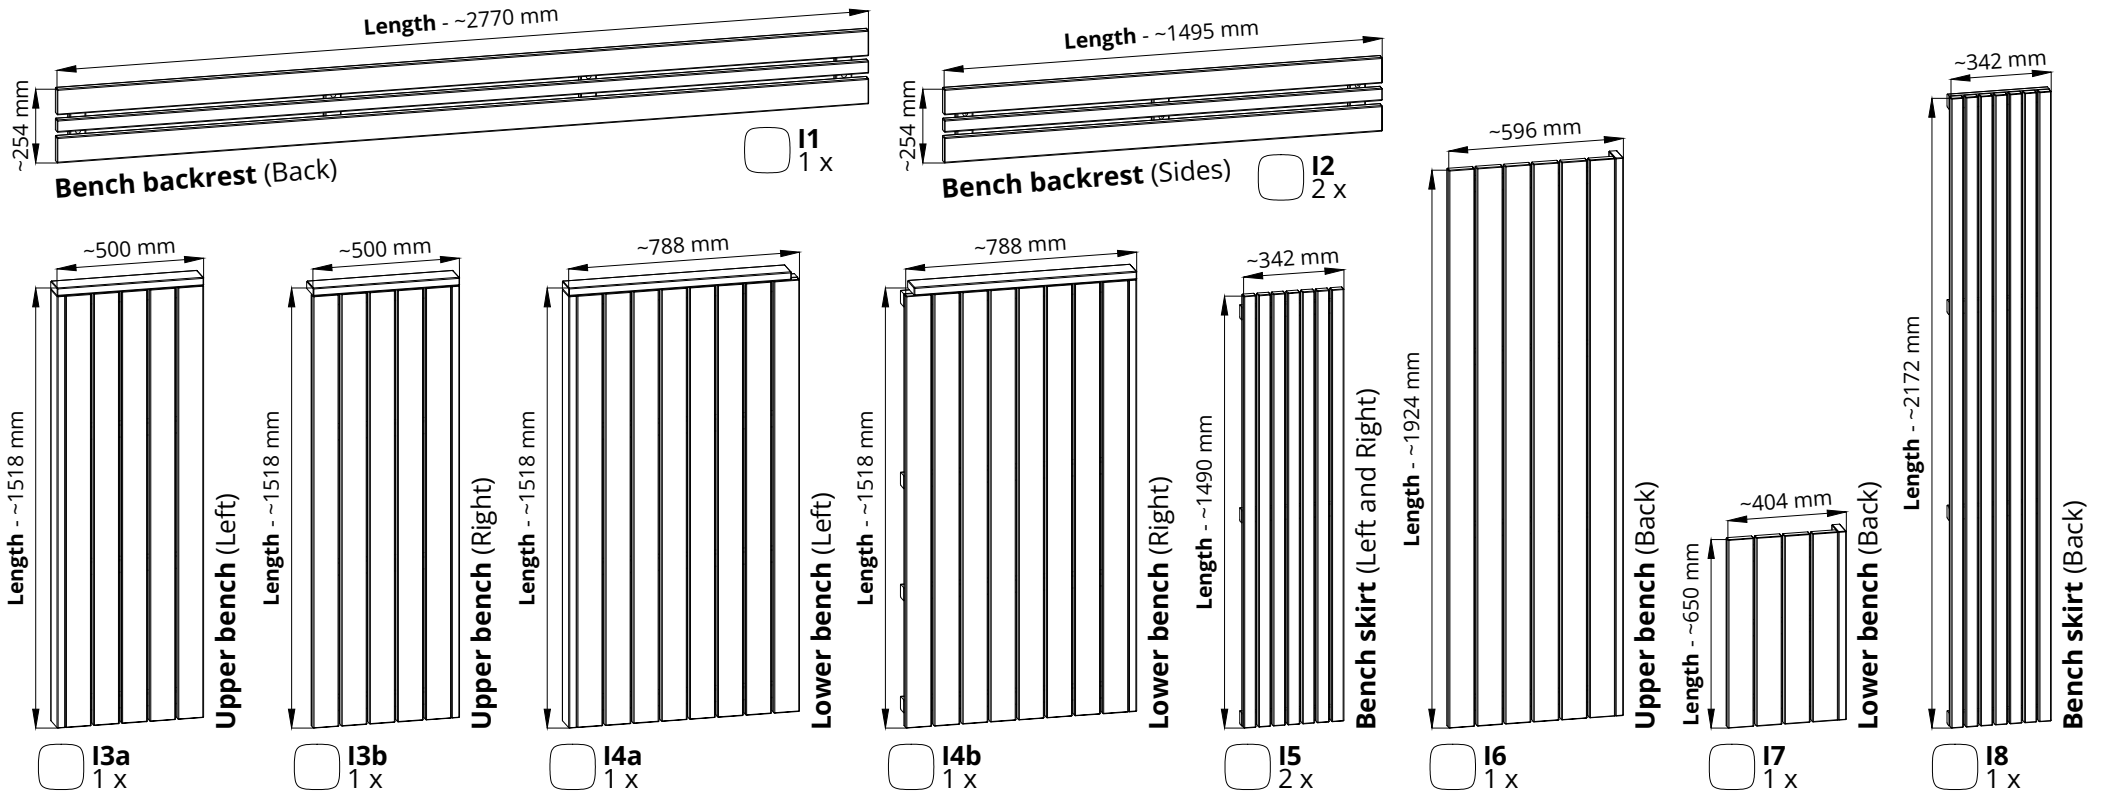 Length - ~2770 mm
~254 mm
Bench backrest (Back)
I1
1 x
Length - ~1495 mm
~254 mm
Bench backrest (Sides)
I2
2 x
~500 mm
Length - ~1518 mm
Upper bench (Left)
I3a
1 x
~500 mm
Length - ~1518 mm
Upper bench (Right)
I3b
1 x
~788 mm
Length - ~1518 mm
Lower bench (Left)
I4a
1 x
~788 mm
Length - ~1518 mm
Lower bench (Right)
I4b
1 x
~342 mm
Length - ~1490 mm
Bench skirt (Left and Right)
I5
2 x
~596 mm
Length - ~1924 mm
Upper bench (Back)
I6
1 x
~404 mm
Length - ~650 mm
Lower bench (Back)
I7
1 x
~342 mm
Length - ~2172 mm
Bench skirt (Back)
I8
1 x